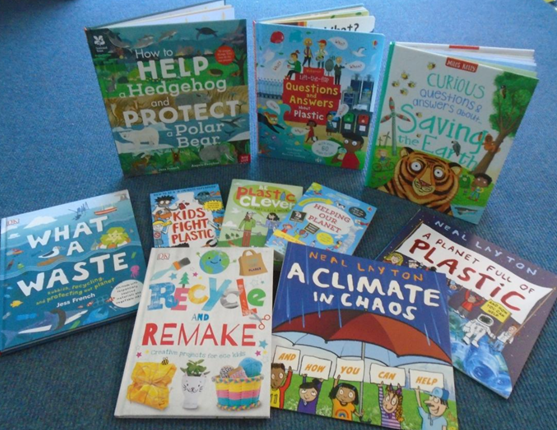 How to
HELP
a Hedgehog
and
PROTECT
a Polar
Bear
Lift-the-flap
Questions
and
Answers
about
Plastic
MILES KELLY
CURIOUS
questions &
answers about
Saving
the Earth
DK
WHAT
A
WASTE
rubbish, recycling,
and protecting our planet
Jess French
KIDS
FIGHT
PLASTIC
Plastic
Clever
HELPING
OUR
PLANET
NEAL LAYTON
A PLANET FULL OF
PLASTIC
DK
Recycle
AND
REMAKE
creative projects for eco kids
NEAL LAYTON
A CLIMATE
IN CHAOS
AND
HOW
YOU
CAN
HELP